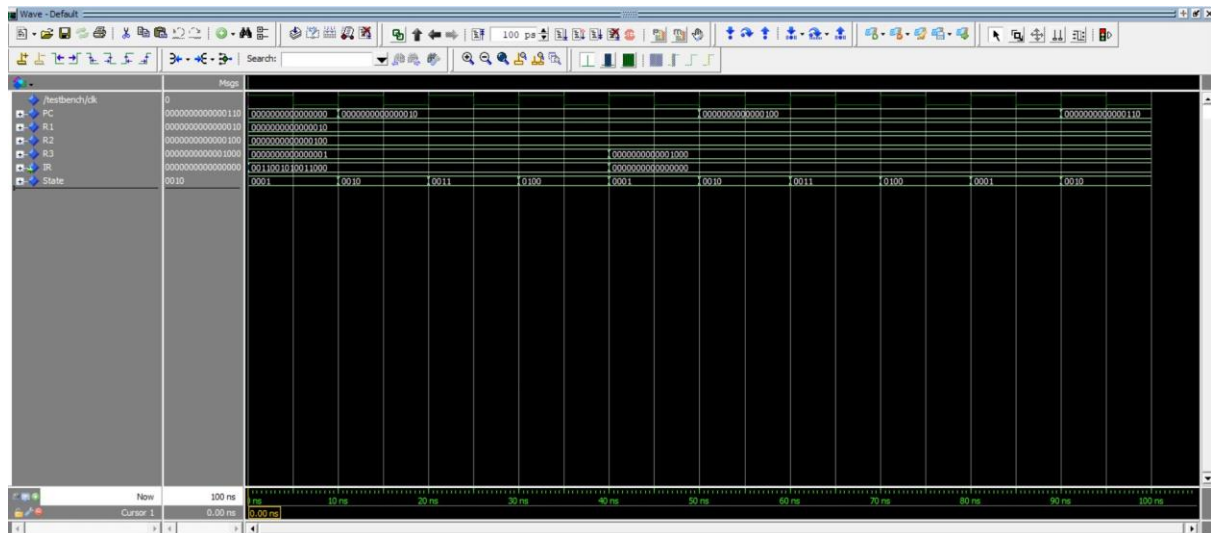 Wave - Default
100 ps
Search:
Msgs
/testbench/clk 0
PC 0000000000000110 0000000000000000 0000000000000010 0000000000000100 0000000000000110
R1 0000000000000010 0000000000000010
R2 0000000000000100 0000000000000100
R3 0000000000001000 0000000000000001 0000000000001000
IR 0000000000000000 0011001010011000 0000000000000000
State 0010 0001 0010 0011 0100 0001 0010 0011 0100 0001 0010
Now 100 ns ns 10 ns 20 ns 30 ns 40 ns 50 ns 60 ns 70 ns 80 ns 90 ns 100 ns
Cursor 1 0.00 ns 0.00 ns